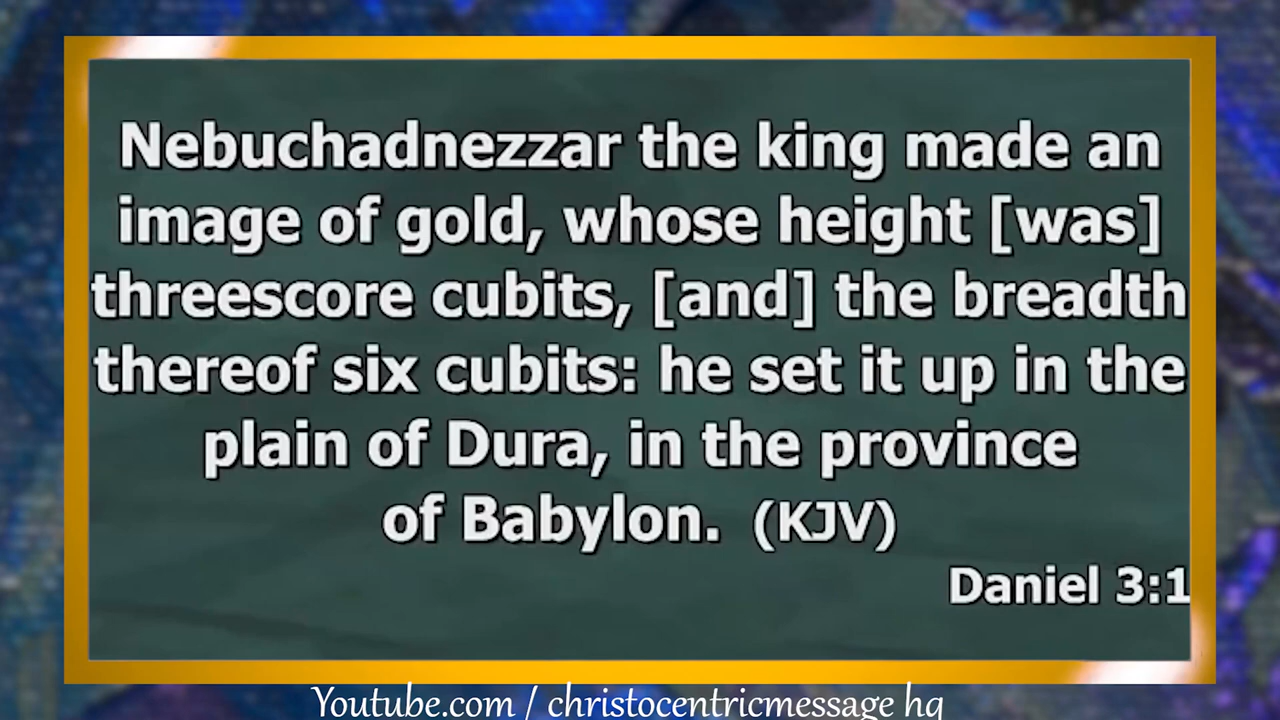 Nebuchadnezzar the king made an
image of gold, whose height [was]
threescore cubits, [and] the breadth
thereof six cubits: he set it up in the
plain of Dura, in the province
of Babylon. (KJV)
Daniel 3:1
Youtube.com / christocentricmessage hq